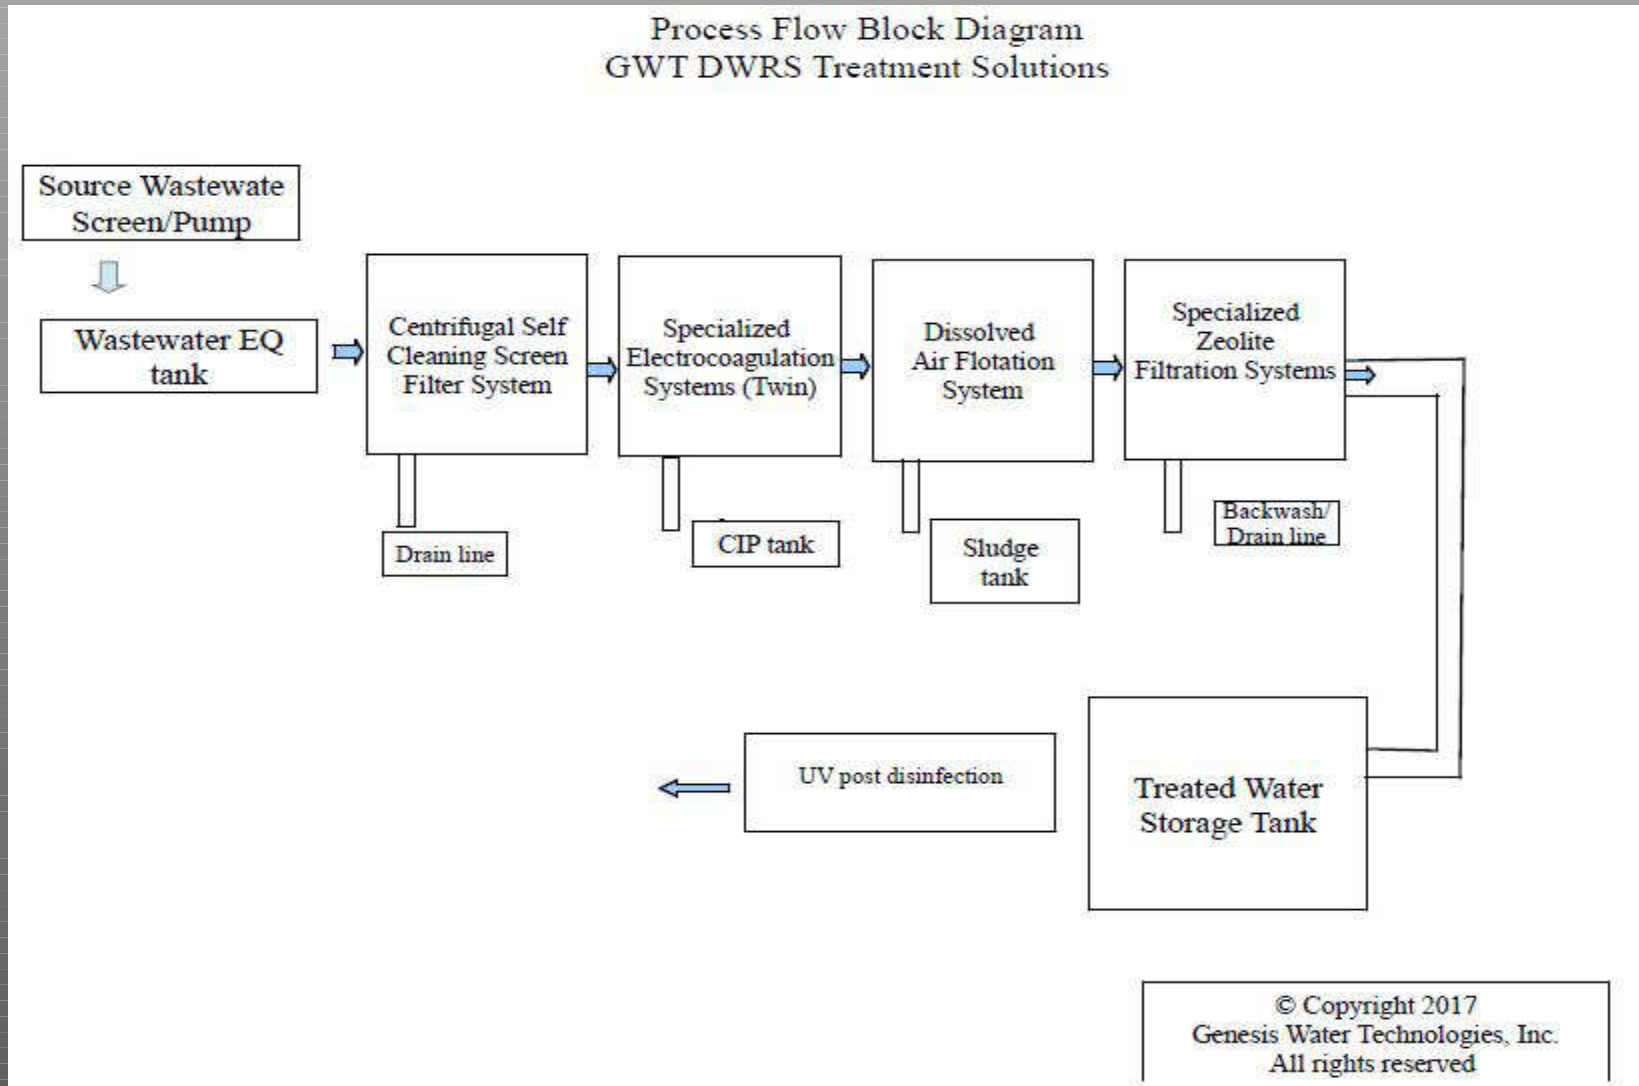 Process Flow Block Diagram
GWT DWRS Treatment Solutions
Source Wastewate
Screen/Pump
Wastewater EQ
tank
Centrifugal Self
Cleaning Screen
Filter System
Specialized
Electrocoagulation
Systems (Twin)
Dissolved
Air Flotation
System
Specialized
Zeolite
Filtration Systems
Drain line
CIP tank
Sludge
tank
Backwash/
Drain line
UV post disinfection
Treated Water
Storage Tank
© Copyright 2017
Genesis Water Technologies, Inc.
All rights reserved